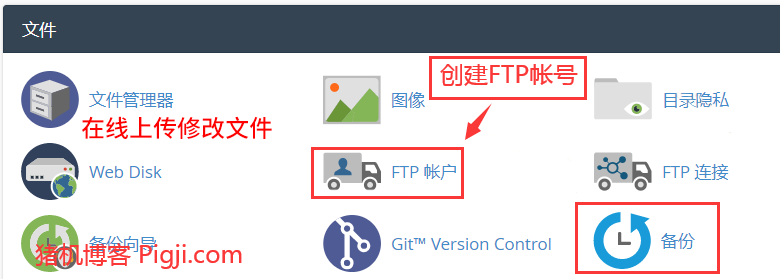 文件
创建FTP帐号
文件管理器
图像
目录隐私
在线上传修改文件
Web Disk
FTP 帐户
FTP 连接
备份向导
猪机博客 Pigji.com
Git™ Version Control
备份